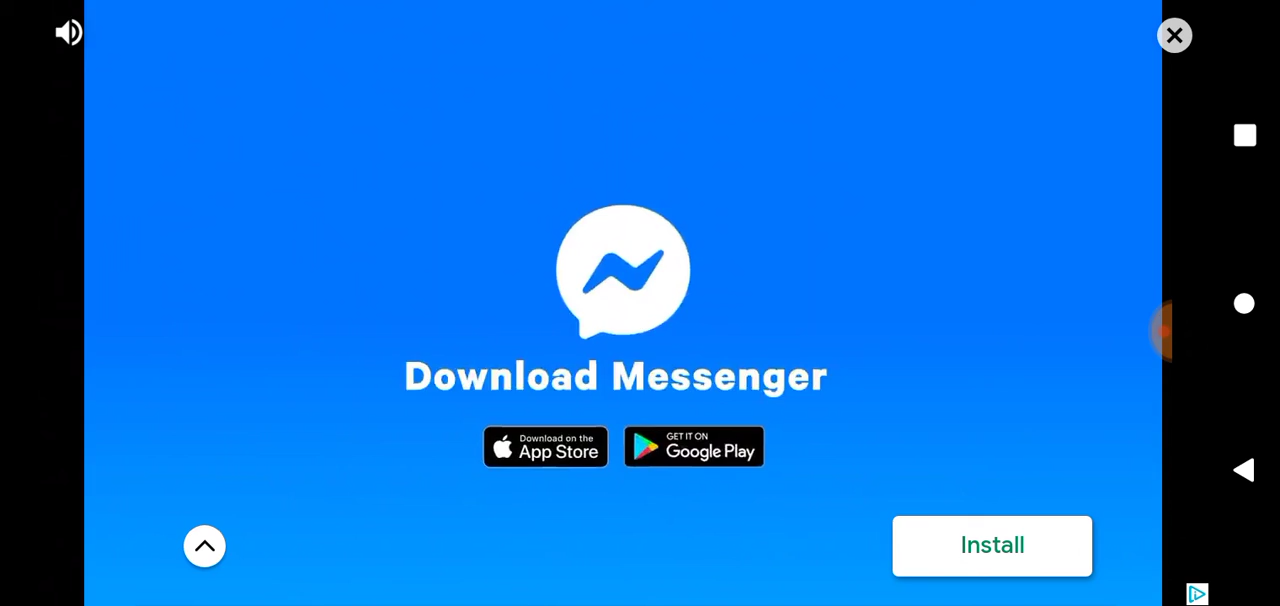 Download Messenger
Download on the
App Store
GET IT ON
Google Play
Install